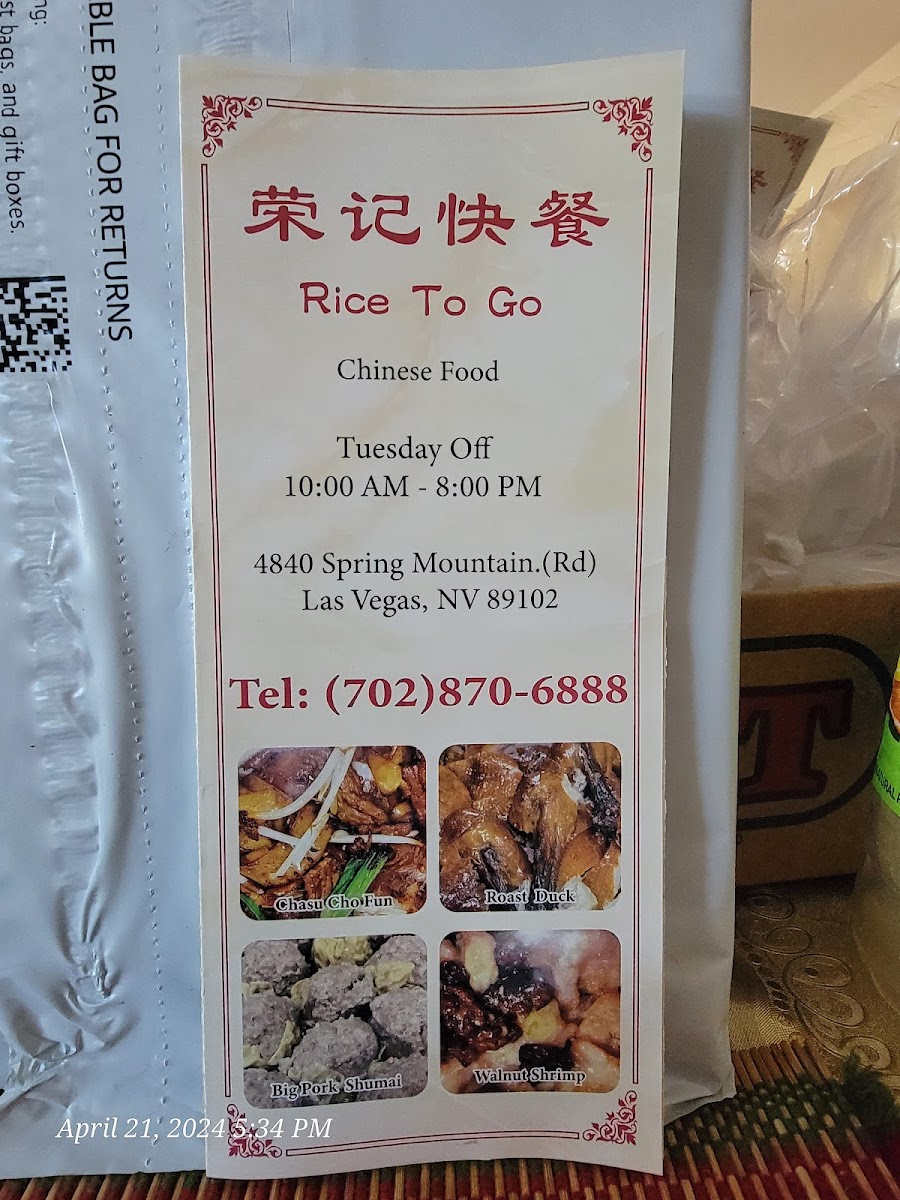 ng:
st bags, and gift boxes.
BLE BAG FOR RETURNS
荣记快餐
Rice To Go
Chinese Food
Tuesday Off
10:00 AM - 8:00 PM
4840 Spring Mountain.(Rd)
Las Vegas, NV 89102
Tel: (702)870-6888
Chasu Cho Fun
Roast Duck
Big Pork Shumai
Walnut Shrimp
April 21, 2024 5:34 PM